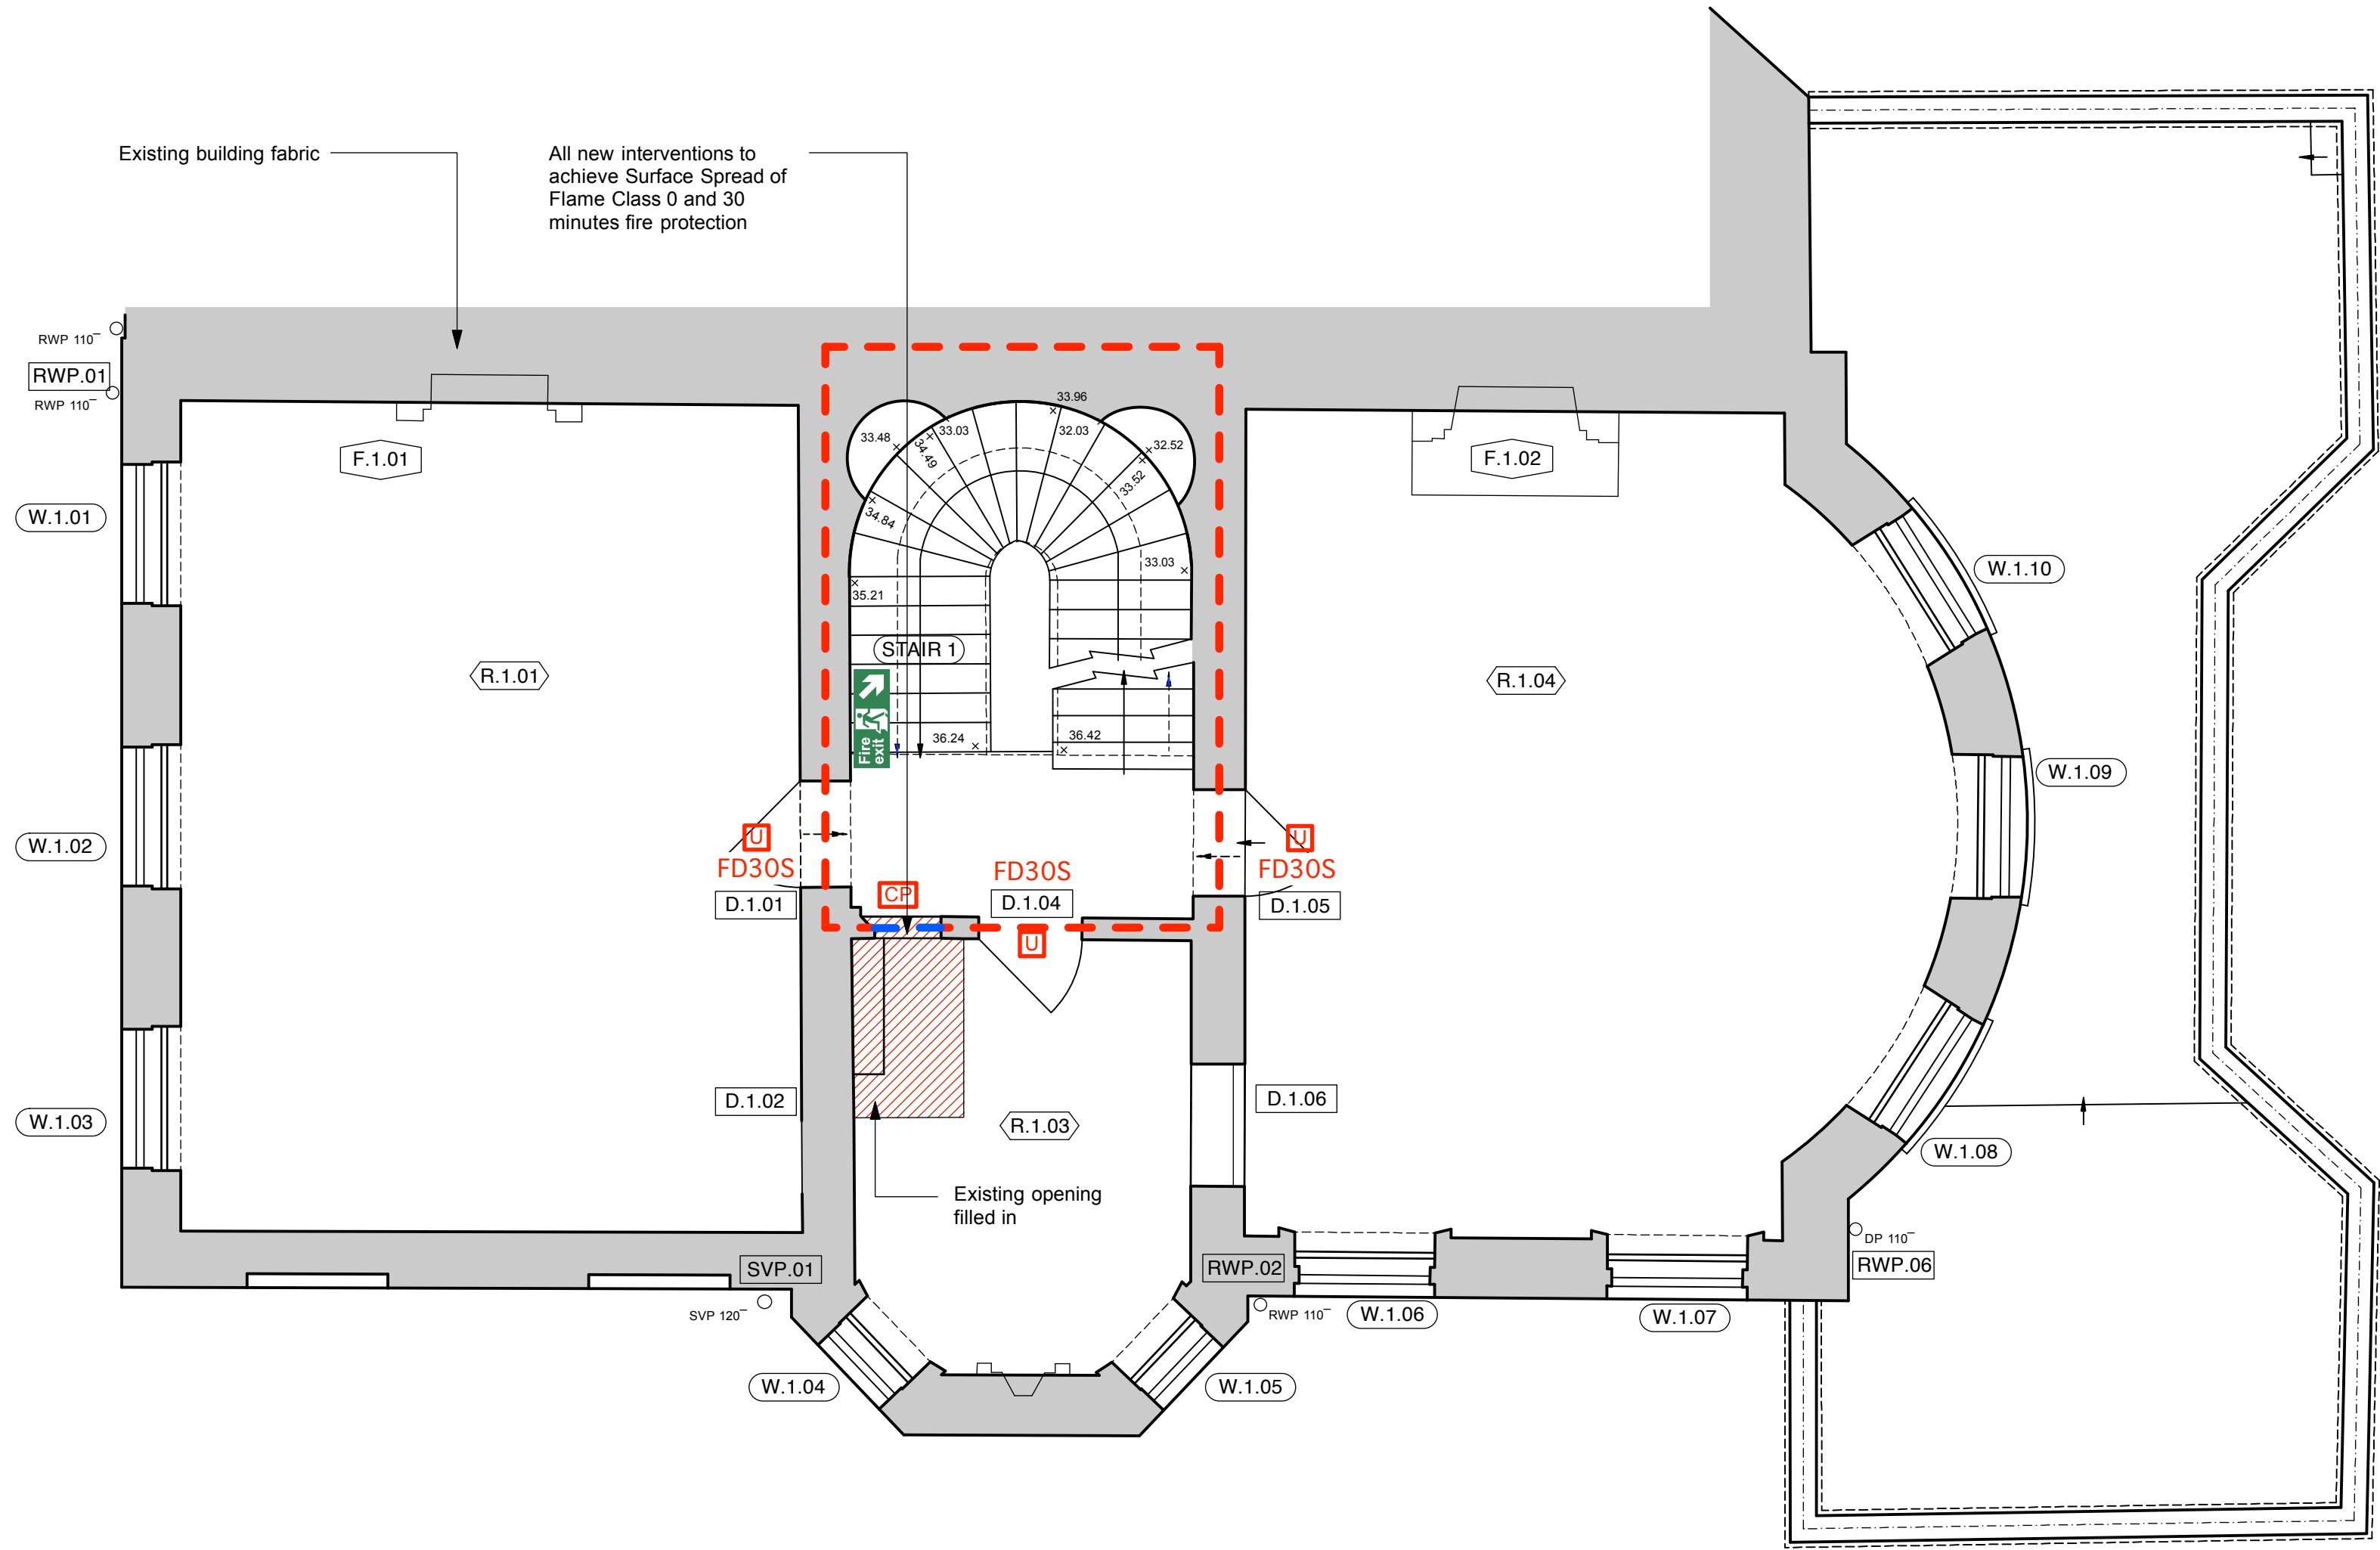 Existing building fabric
All new interventions to
achieve Surface Spread of
Flame Class 0 and 30
minutes fire protection
RWP 110
RWP.01
RWP 110
F.1.01
W.1.01
R.1.01
W.1.02
W.1.03
33.96
33.48
33.03
34.49
32.03
32.52
33.52
34.84
33.03
35.21
STAIR 1
Fire
exit
36.24
36.42
F.1.02
R.1.04
W.1.10
W.1.09
U
FD30S
D.1.01
CP
FD30S
D.1.04
U
U
FD30S
D.1.05
D.1.02
D.1.06
R.1.03
Existing opening
filled in
W.1.08
DP 110
RWP.06
SVP.01
SVP 120
RWP.02
RWP 110
W.1.06
W.1.07
W.1.04
W.1.05